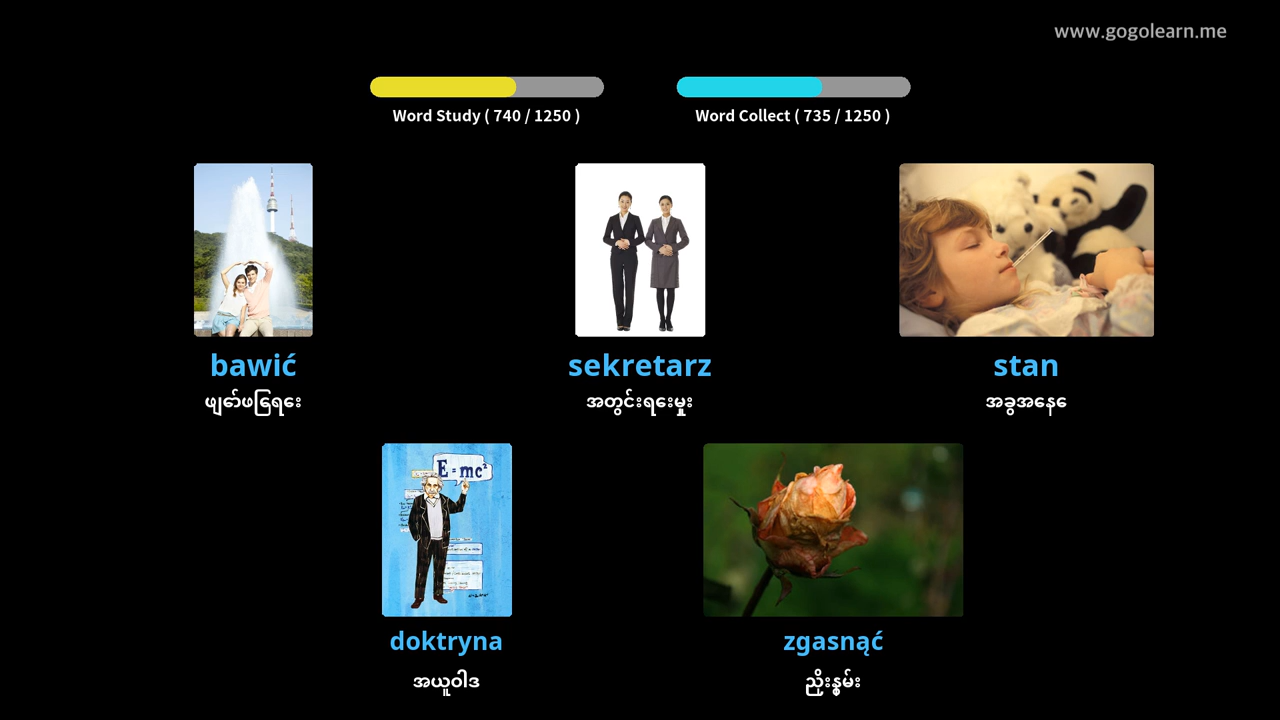 www.gogolearn.me
Word Study ( 740 / 1250 )
Word Collect ( 735 / 1250 )
bawić
ဖျော်ဖြေရေး
sekretarz
အတွင်းရေးမှူး
stan
အခွအနေ
E=mc²
doktryna
အယူဝါဒ
zgasnąć
ညှိုးနွမ်း